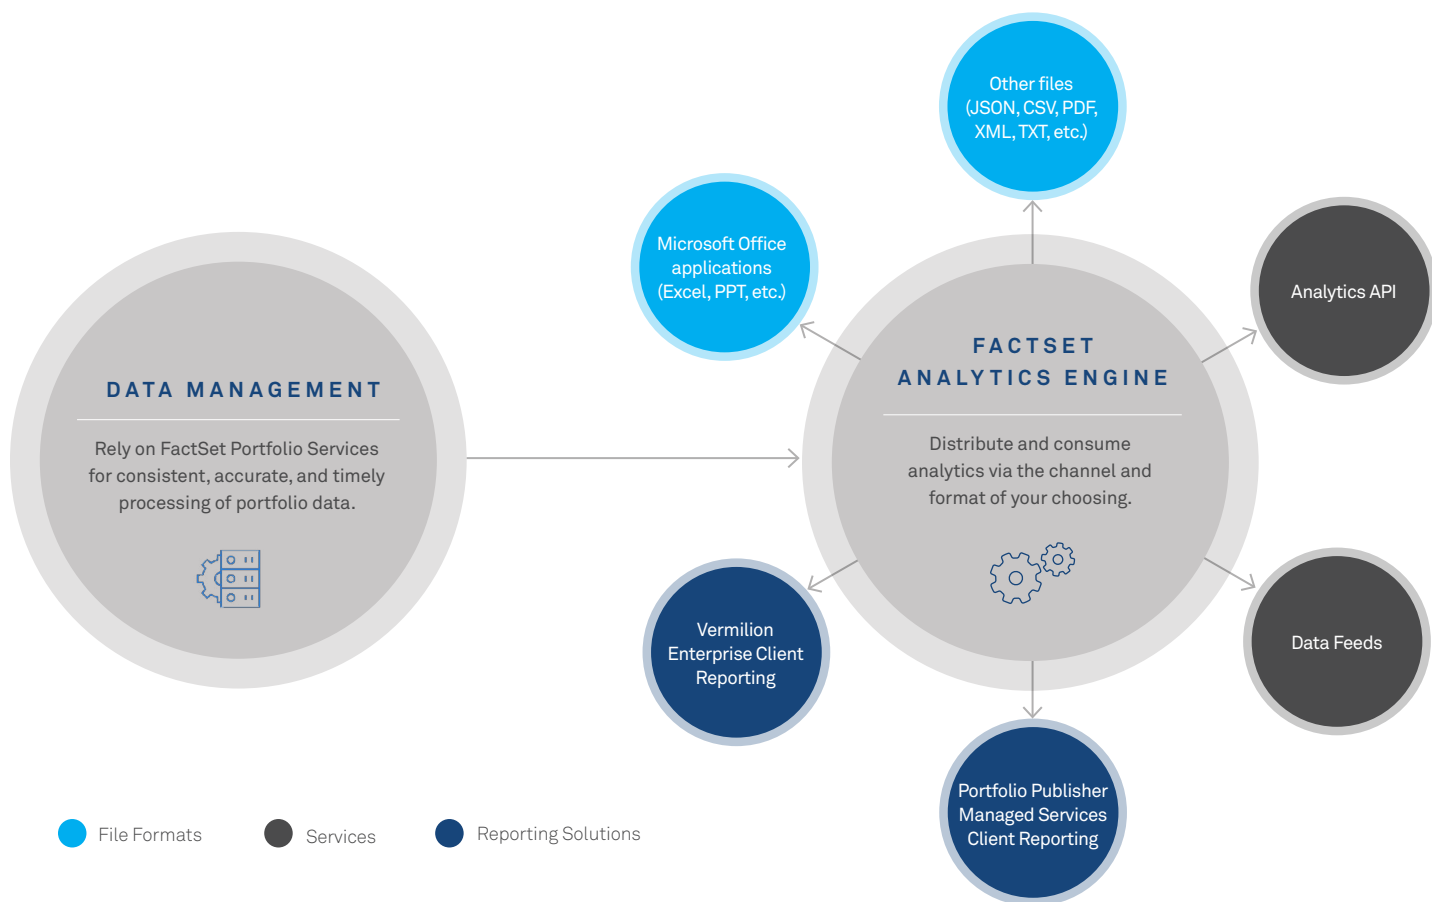 Other files
(JSON, CSV, PDF,
XML, TXT, etc.)
Microsoft Office
applications
(Excel, PPT, etc.)
Analytics API
DATA MANAGEMENT
Rely on FactSet Portfolio Services
for consistent, accurate, and timely
processing of portfolio data.
FACTSET
ANALYTICS ENGINE
Distribute and consume
analytics via the channel and
format of your choosing.
Vermilion
Enterprise Client
Reporting
Data Feeds
Portfolio Publisher
Managed Services
Client Reporting
File Formats
Services
Reporting Solutions